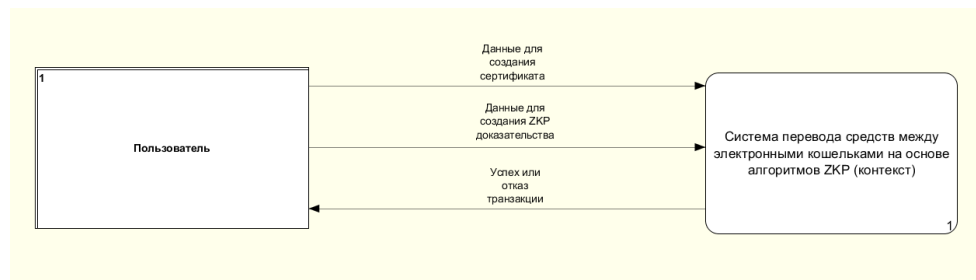 Данные для
создания
сертификата
1
Данные для
создания ZKP
доказательства
Пользователь
Система перевода средств между
электронными кошельками на основе
алгоритмов ZKP (контекст)
Успех или
отказ
транзакции
1